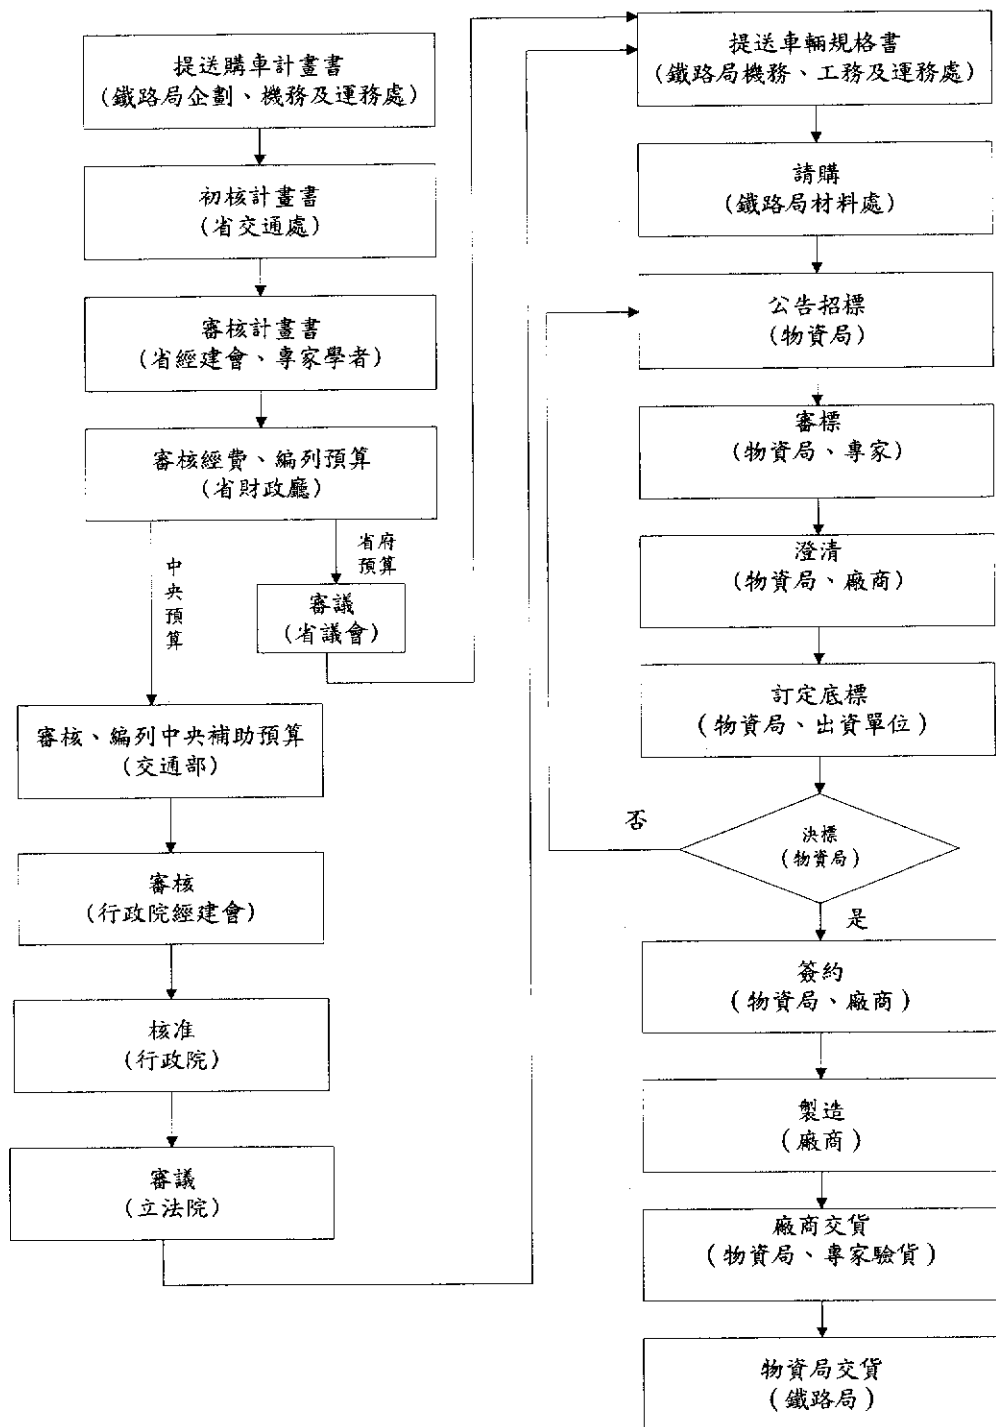 提送購車計畫書
(鐵路局企劃、機務及運務處)
初核計畫書
(省交通處)
審核計畫書
(省經建會、專家學者)
審核經費、編列預算
(省財政廳)
中央預算
省府
預算
審議
(省議會)
審核、編列中央補助預算
(交通部)
審核
(行政院經建會)
核准
(行政院)
審議
(立法院)
提送車輛規格書
(鐵路局機務、工務及運務處)
請購
(鐵路局材料處)
公告招標
(物資局)
審標
(物資局、專家)
澄清
(物資局、廠商)
訂定底標
(物資局、出資單位)
否
決標
(物資局)
是
簽約
(物資局、廠商)
製造
(廠商)
廠商交貨
(物資局、專家驗貨)
物資局交貨
(鐵路局)